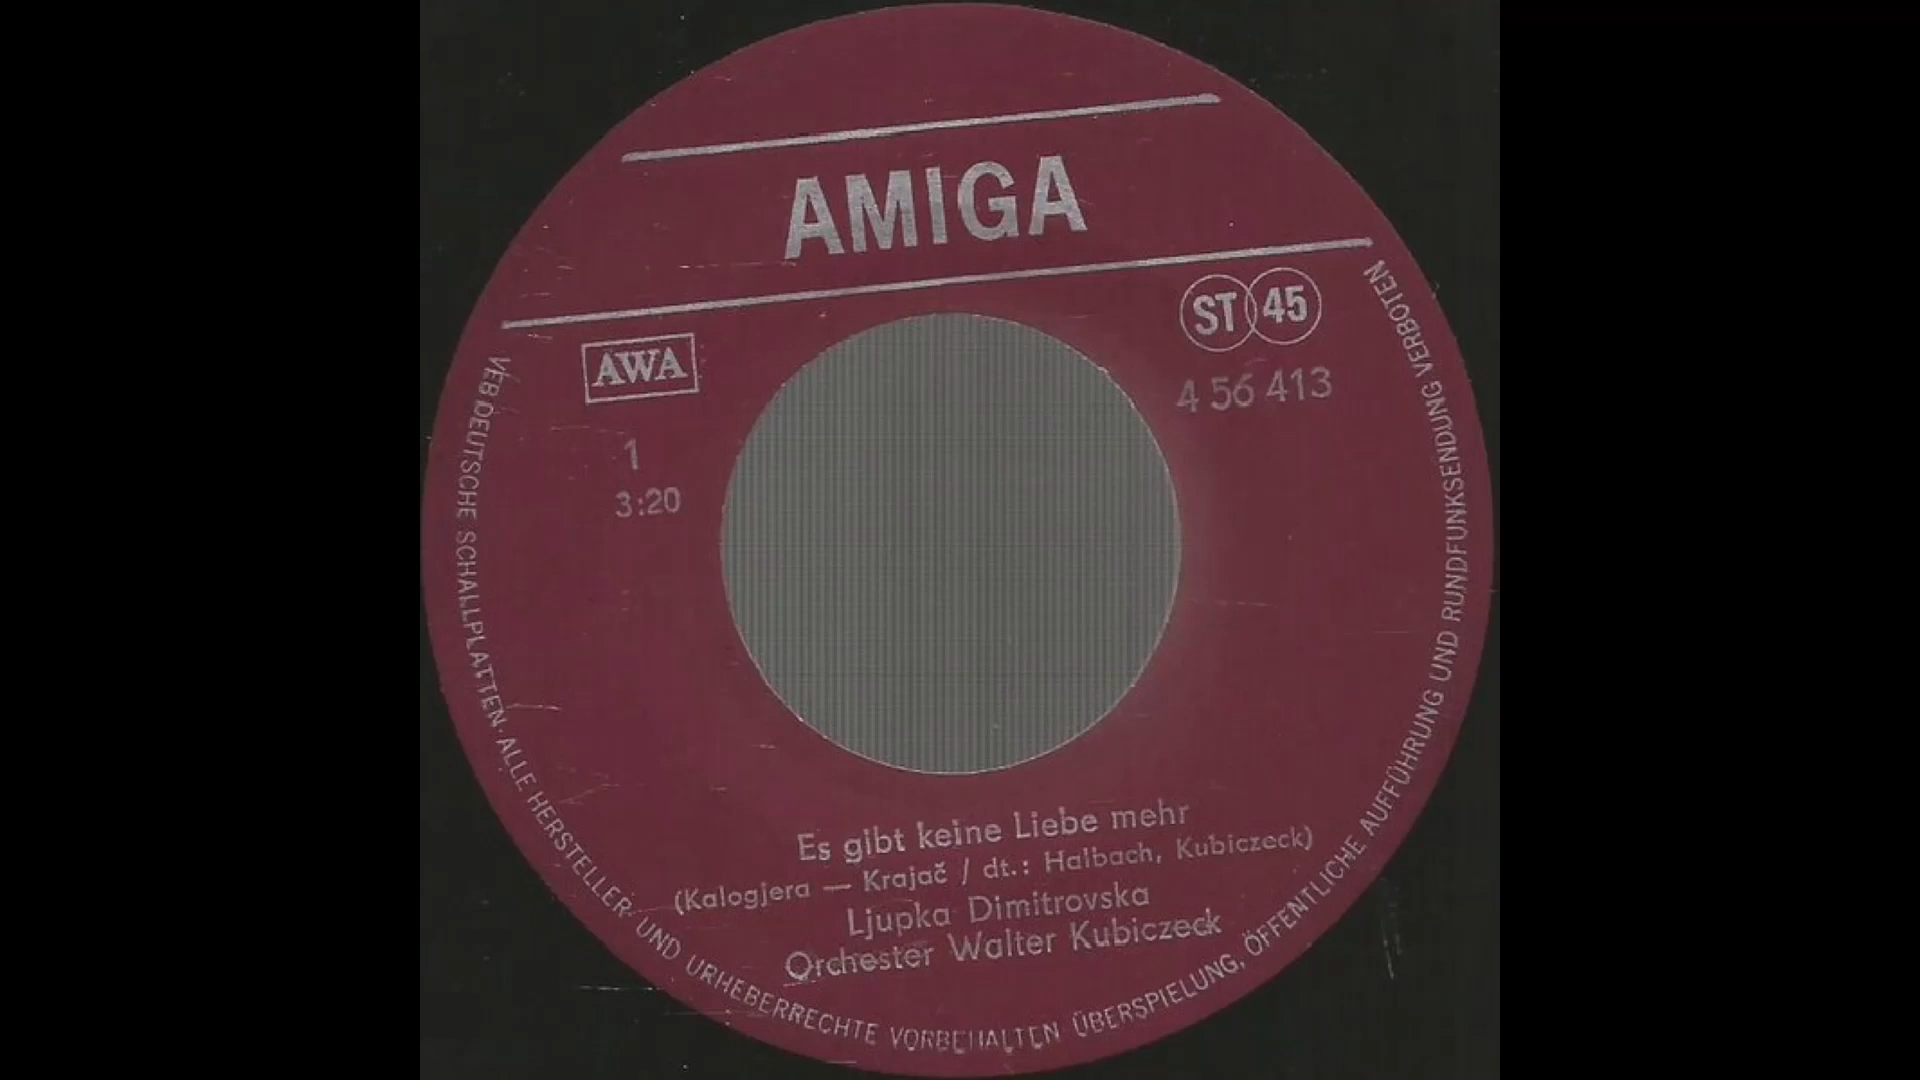 AMIGA
AWA
ST 45
4 56 413
1
3:20
Es gibt keine Liebe mehr
(Kalogjera — Krajač / dt.: Halbach, Kubiczeck)
Ljupka Dimitrovska
Orchester Walter Kubiczeck
VEB DEUTSCHE SCHALLPLATTEN · ALLE HERSTELLER- UND URHEBERRECHTE VORBEHALTEN ÜBERSPIELUNG, ÖFFENTLICHE AUFFÜHRUNG UND RUNDFUNKSENDUNG VERBOTEN